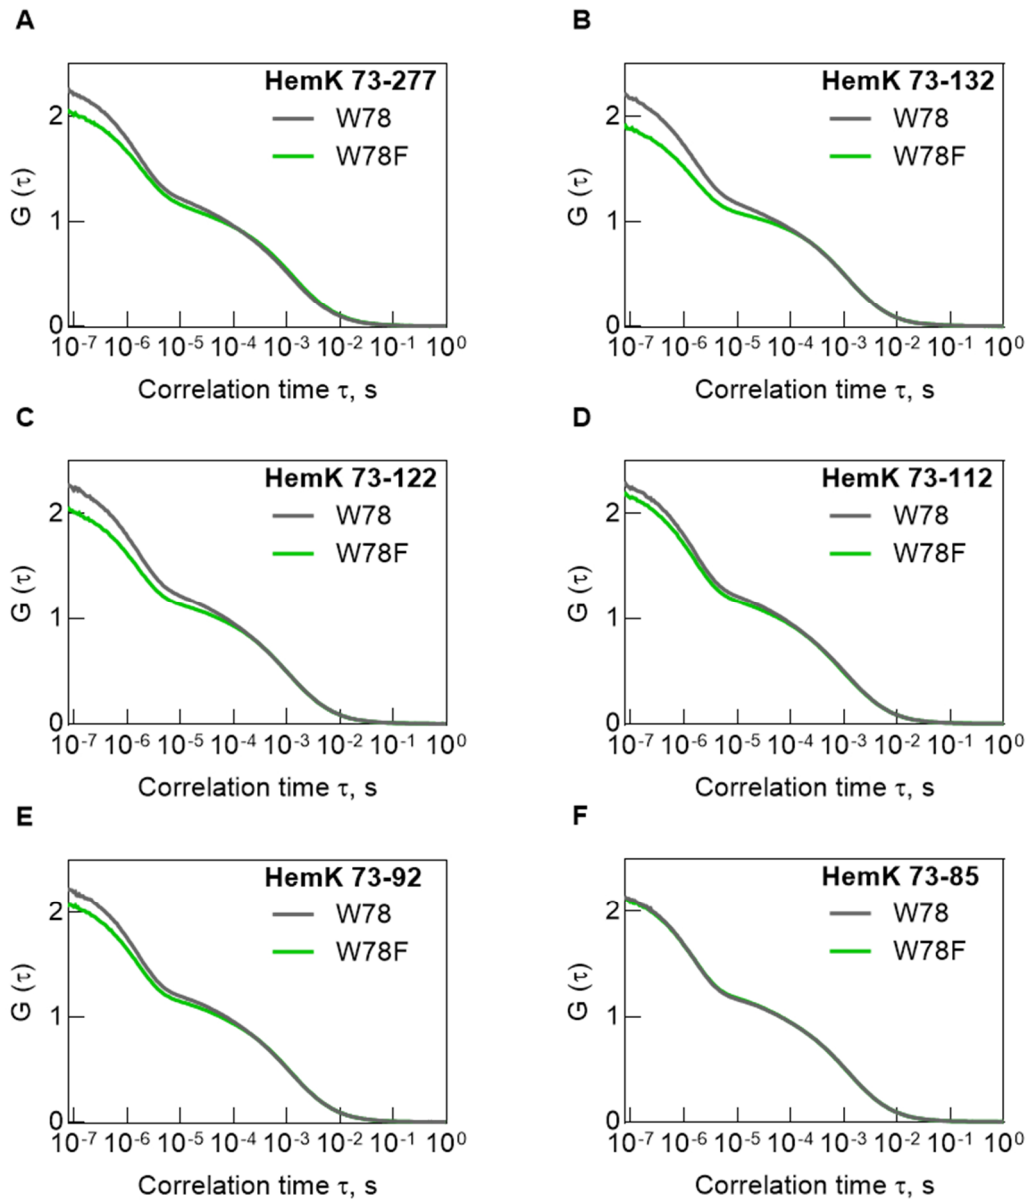 A
HemK 73-277
W78
W78F
2
1
0
G (τ)
10⁻⁷ 10⁻⁶ 10⁻⁵ 10⁻⁴ 10⁻³ 10⁻² 10⁻¹ 10⁰
Correlation time τ, s
B
HemK 73-132
W78
W78F
2
1
0
G (τ)
10⁻⁷ 10⁻⁶ 10⁻⁵ 10⁻⁴ 10⁻³ 10⁻² 10⁻¹ 10⁰
Correlation time τ, s
C
HemK 73-122
W78
W78F
2
1
0
G (τ)
10⁻⁷ 10⁻⁶ 10⁻⁵ 10⁻⁴ 10⁻³ 10⁻² 10⁻¹ 10⁰
Correlation time τ, s
D
HemK 73-112
W78
W78F
2
1
0
G (τ)
10⁻⁷ 10⁻⁶ 10⁻⁵ 10⁻⁴ 10⁻³ 10⁻² 10⁻¹ 10⁰
Correlation time τ, s
E
HemK 73-92
W78
W78F
2
1
0
G (τ)
10⁻⁷ 10⁻⁶ 10⁻⁵ 10⁻⁴ 10⁻³ 10⁻² 10⁻¹ 10⁰
Correlation time τ, s
F
HemK 73-85
W78
W78F
2
1
0
G (τ)
10⁻⁷ 10⁻⁶ 10⁻⁵ 10⁻⁴ 10⁻³ 10⁻² 10⁻¹ 10⁰
Correlation time τ, s